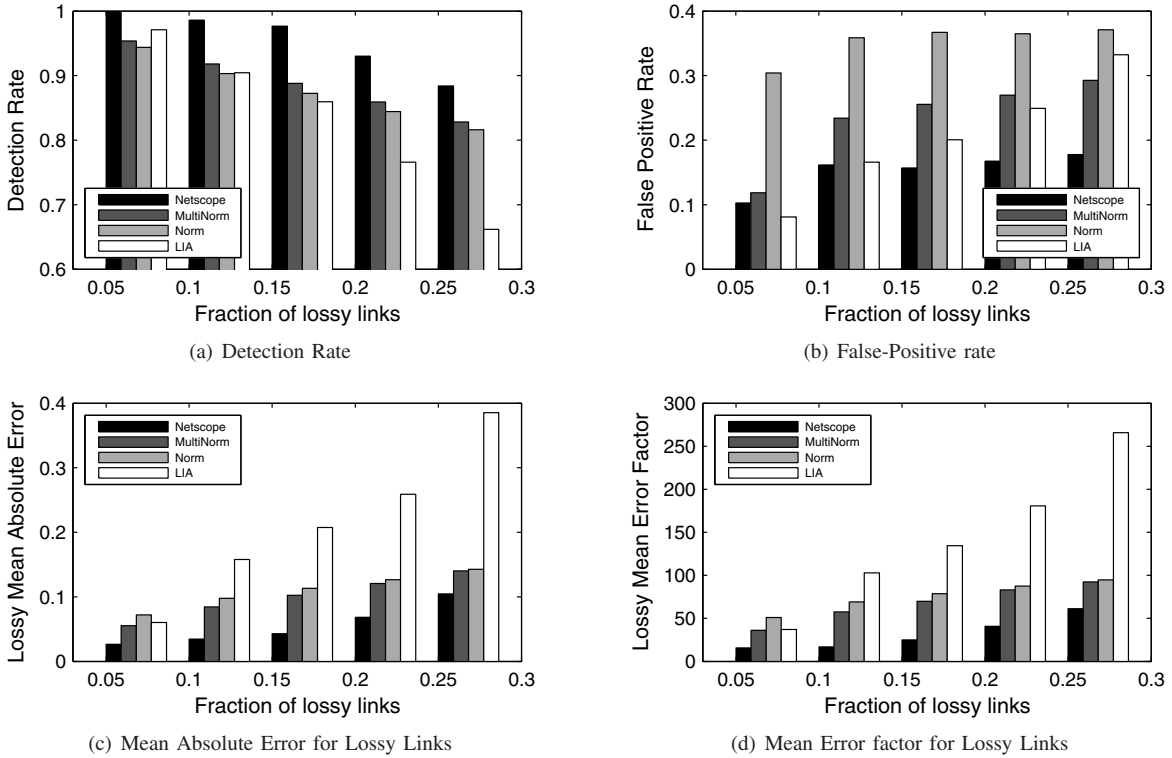 1
0.9
0.8
0.7
0.6
Detection Rate
Netscope
MultiNorm
Norm
LIA
0.05 0.1 0.15 0.2 0.25 0.3
Fraction of lossy links
(a) Detection Rate
0.4
0.3
0.2
0.1
0
False Positive Rate
Netscope
MultiNorm
Norm
LIA
0.05 0.1 0.15 0.2 0.25 0.3
Fraction of lossy links
(b) False-Positive rate
0.4
0.3
0.2
0.1
0
Lossy Mean Absolute Error
Netscope
MultiNorm
Norm
LIA
0.05 0.1 0.15 0.2 0.25 0.3
Fraction of lossy links
(c) Mean Absolute Error for Lossy Links
300
250
200
150
100
50
0
Lossy Mean Error Factor
Netscope
MultiNorm
Norm
LIA
0.05 0.1 0.15 0.2 0.25 0.3
Fraction of lossy links
(d) Mean Error factor for Lossy Links